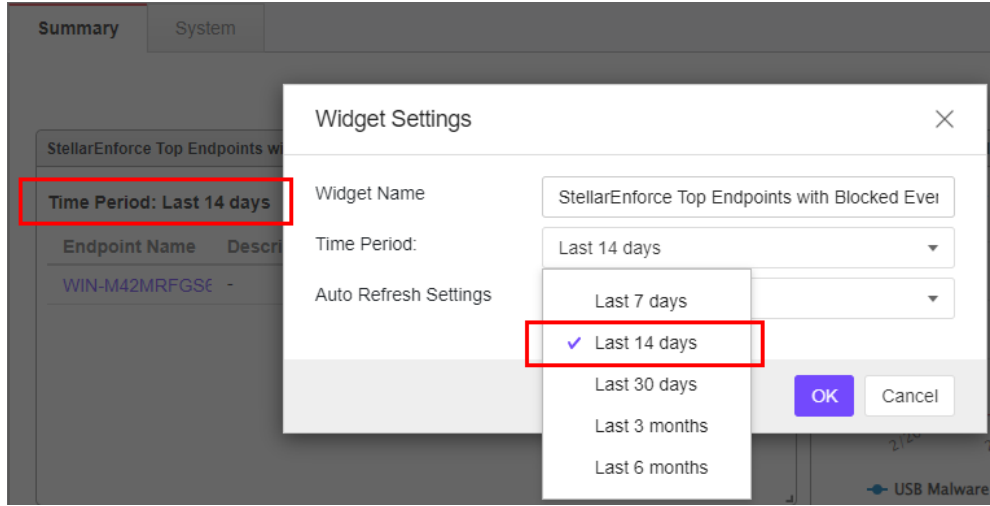 Summary
System
Widget Settings
StellarEnforce Top Endpoints wi
Widget Name
StellarEnforce Top Endpoints with Blocked Ever
Time Period: Last 14 days
Time Period:
Last 14 days
Endpoint Name Descri
WIN-M42MRFGS6 -
Auto Refresh Settings
Last 7 days
Last 14 days
Last 30 days
Last 3 months
Last 6 months
OK
Cancel
USB Malware